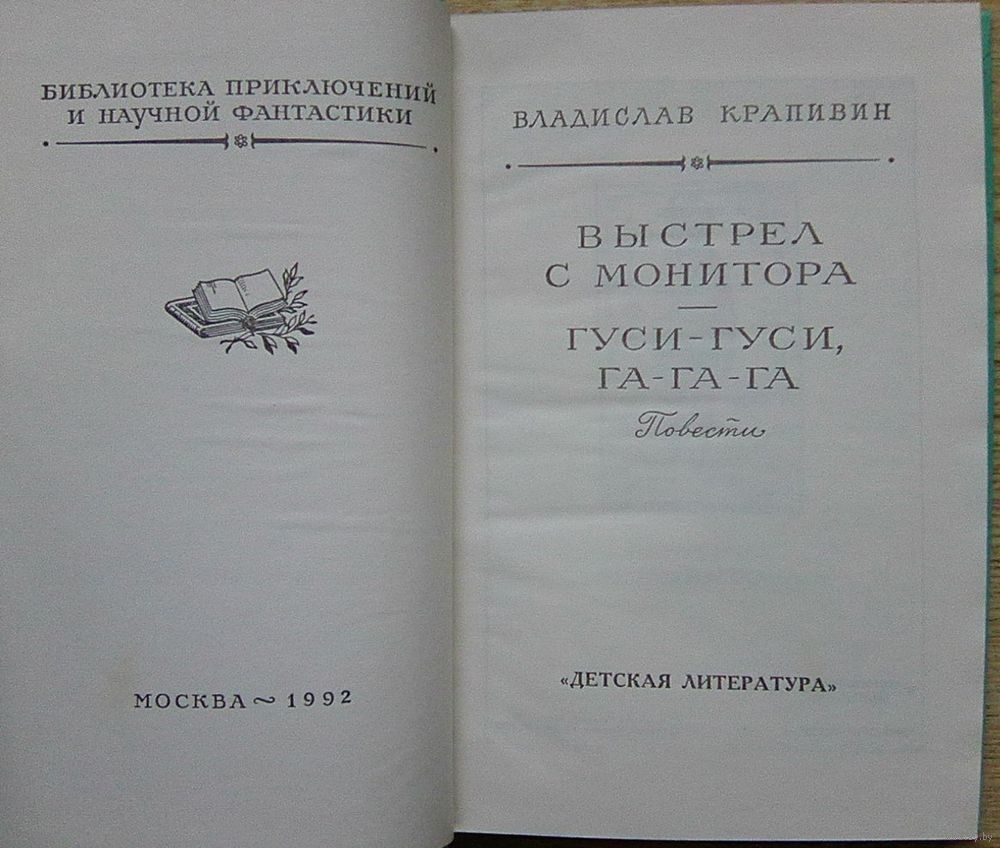 БИБЛИОТЕКА ПРИКЛЮЧЕНИЙ
И НАУЧНОЙ ФАНТАСТИКИ
МОСКВА ~ 1992
ВЛАДИСЛАВ КРАПИВИН
ВЫСТРЕЛ
С МОНИТОРА
—
ГУСИ-ГУСИ,
ГА-ГА-ГА
Повести
«ДЕТСКАЯ ЛИТЕРАТУРА»